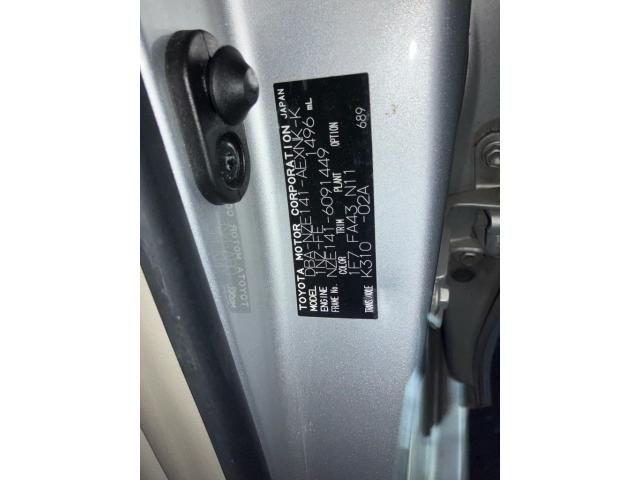 TOYOTA MOTOR CORPORATION JAPAN
MODEL DBA-NZE141-AEXNK-K
ENGINE 1NZ-FE 1496 mL
FRAME No. NZE141-6091449
COLOR TRIM PLANT OPTION
1E7 FA43 N11 689
TRANS/AXLE K310 -02A